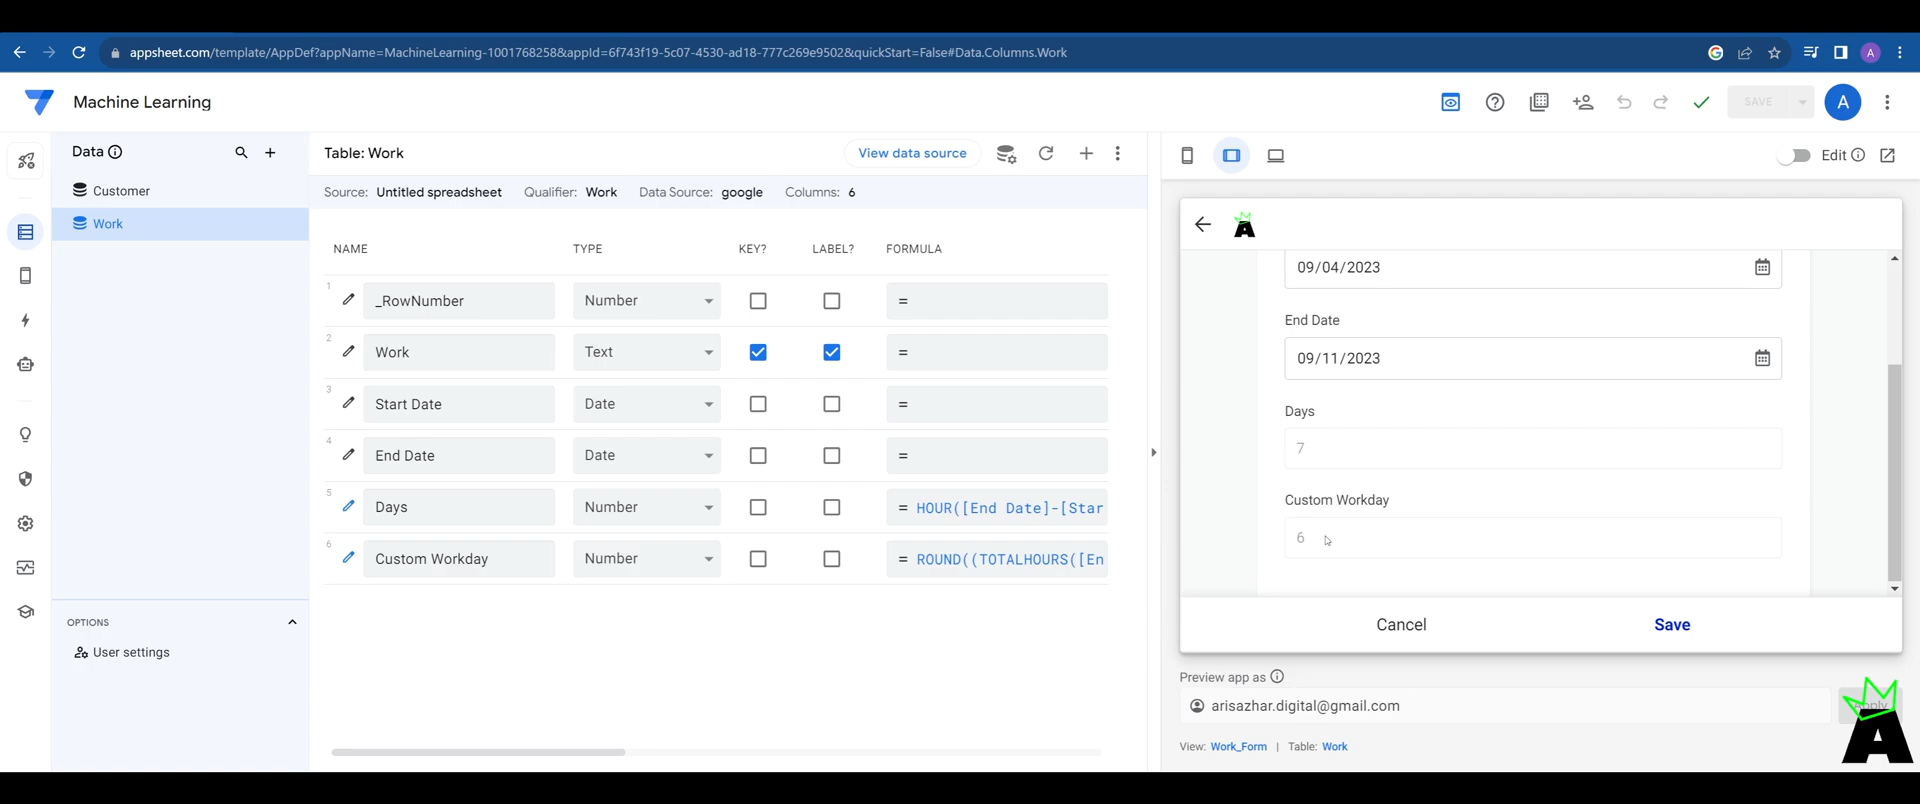 appsheet.com/template/AppDef?appName=MachineLearning-1001768258&appId=6f743f19-5c07-4530-ad18-777c269e9502&quickStart=False#Data.Columns.Work
A
Machine Learning
SAVE
A
Data
Customer
Work
OPTIONS
User settings
Table: Work
View data source
Source: Untitled spreadsheet Qualifier: Work Data Source: google Columns: 6
NAME TYPE KEY? LABEL? FORMULA
1 _RowNumber Number =
2 Work Text =
3 Start Date Date =
4 End Date Date =
5 Days Number = HOUR([End Date]-[Star
6 Custom Workday Number = ROUND((TOTALHOURS([En
Edit
A
09/04/2023
End Date
09/11/2023
Days
7
Custom Workday
6
Cancel Save
Preview app as
arisazhar.digital@gmail.com
Apply
View: Work_Form | Table: Work
A